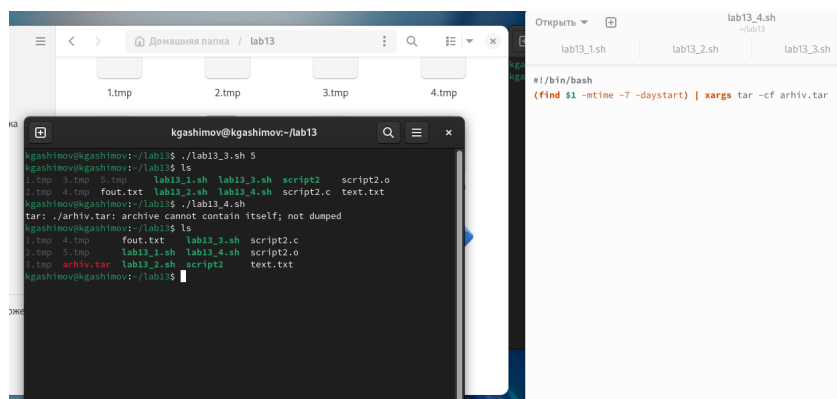 Домашняя папка / lab13
1.tmp 2.tmp 3.tmp 4.tmp
kgashimov@kgashimov:~/lab13
kgashimov@kgashimov:~/lab13$ ./lab13_3.sh 5
kgashimov@kgashimov:~/lab13$ ls
1.tmp 3.tmp 5.tmp lab13_1.sh lab13_3.sh script2 script2.o
2.tmp 4.tmp fout.txt lab13_2.sh lab13_4.sh script2.c text.txt
kgashimov@kgashimov:~/lab13$ ./lab13_4.sh
tar: ./arhiv.tar: archive cannot contain itself; not dumped
kgashimov@kgashimov:~/lab13$ ls
1.tmp 4.tmp fout.txt lab13_3.sh script2.c
2.tmp 5.tmp lab13_1.sh lab13_4.sh script2.o
3.tmp arhiv.tar lab13_2.sh script2 text.txt
kgashimov@kgashimov:~/lab13$
Открыть
lab13_4.sh
~/lab13
lab13_1.sh lab13_2.sh lab13_3.sh
#!/bin/bash
(find $1 -mtime -7 -daystart) | xargs tar -cf arhiv.tar